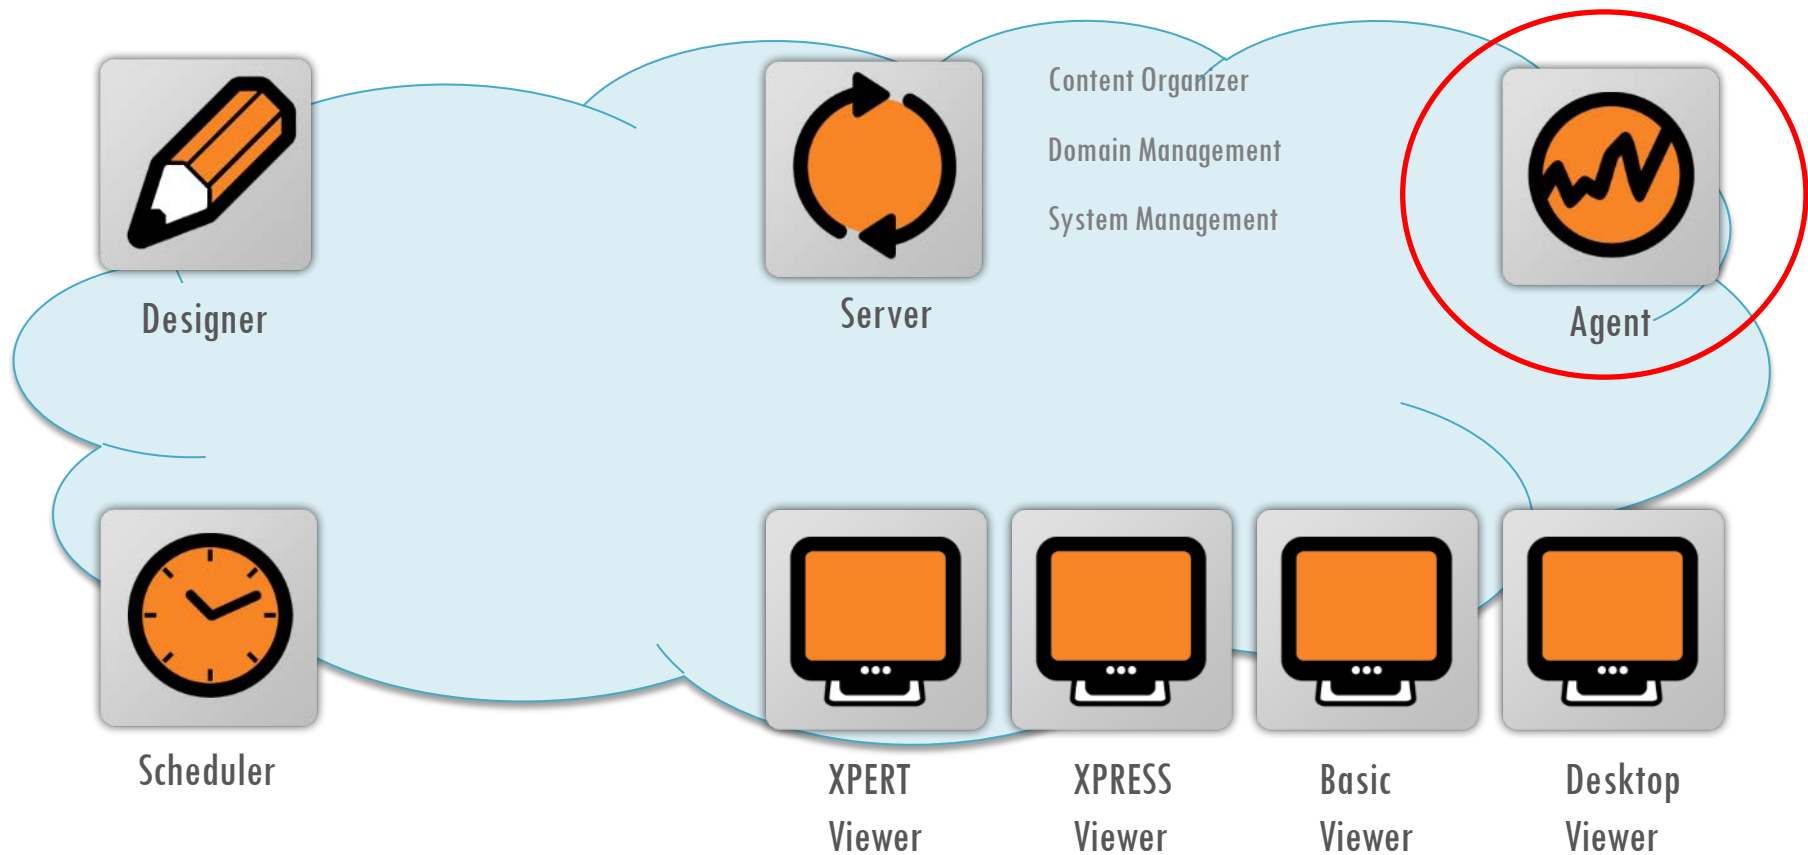 Content Organizer
Domain Management
System Management
Designer
Server
Agent
Scheduler
XPERT
Viewer
XPRESS
Viewer
Basic
Viewer
Desktop
Viewer